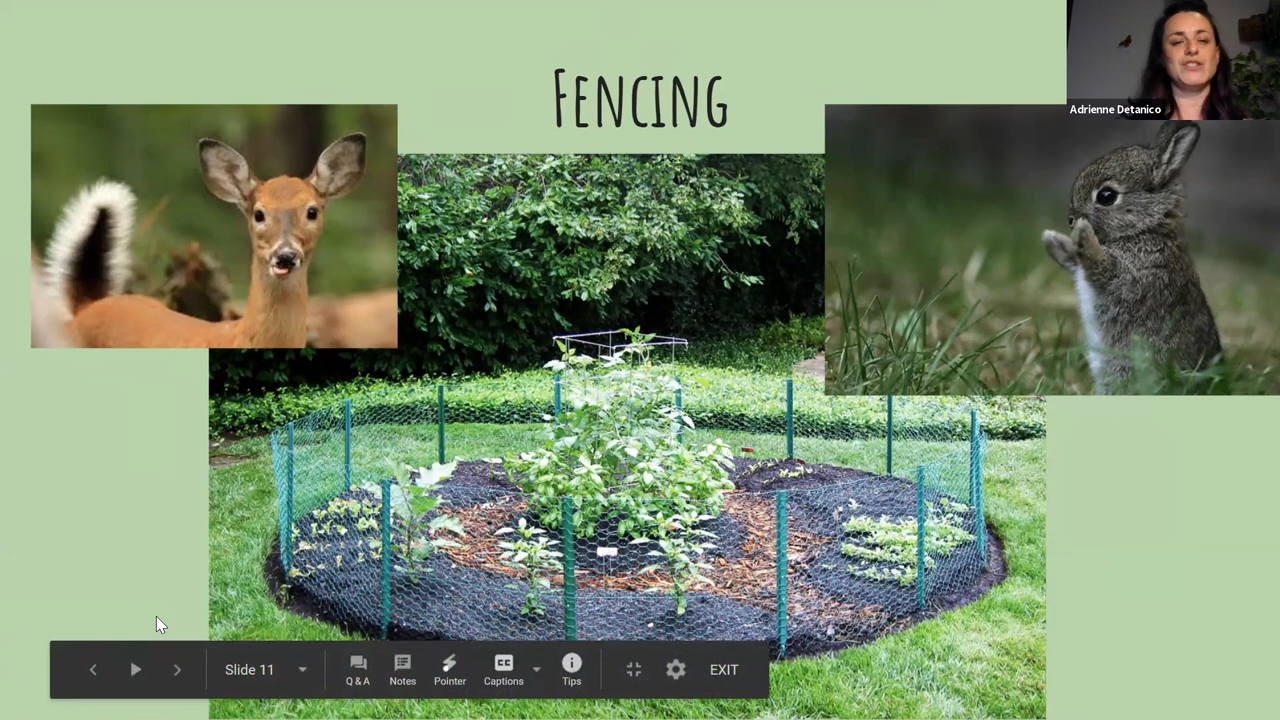 Fencing
Adrienne Detanico
Slide 11
Q & A
Notes
Pointer
CC
Captions
Tips
EXIT